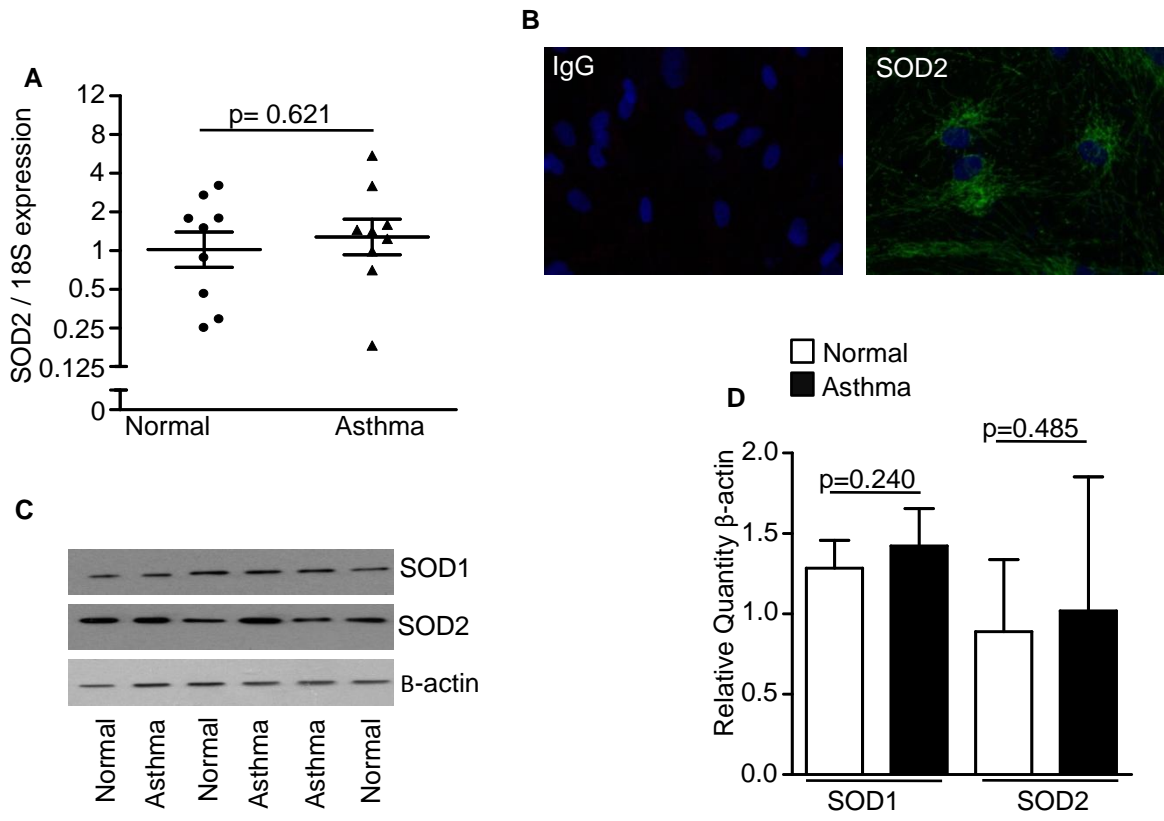 A
12
8
4
2
1
0.5
0.25
0.125
0
SOD2 / 18S expression
p= 0.621
Normal
Asthma
B
IgG
SOD2
C
SOD1
SOD2
B-actin
Normal
Asthma
Normal
Asthma
Asthma
Normal
Normal
Asthma
D
2.0
1.5
1.0
0.5
0.0
Relative Quantity β-actin
p=0.240
p=0.485
SOD1
SOD2